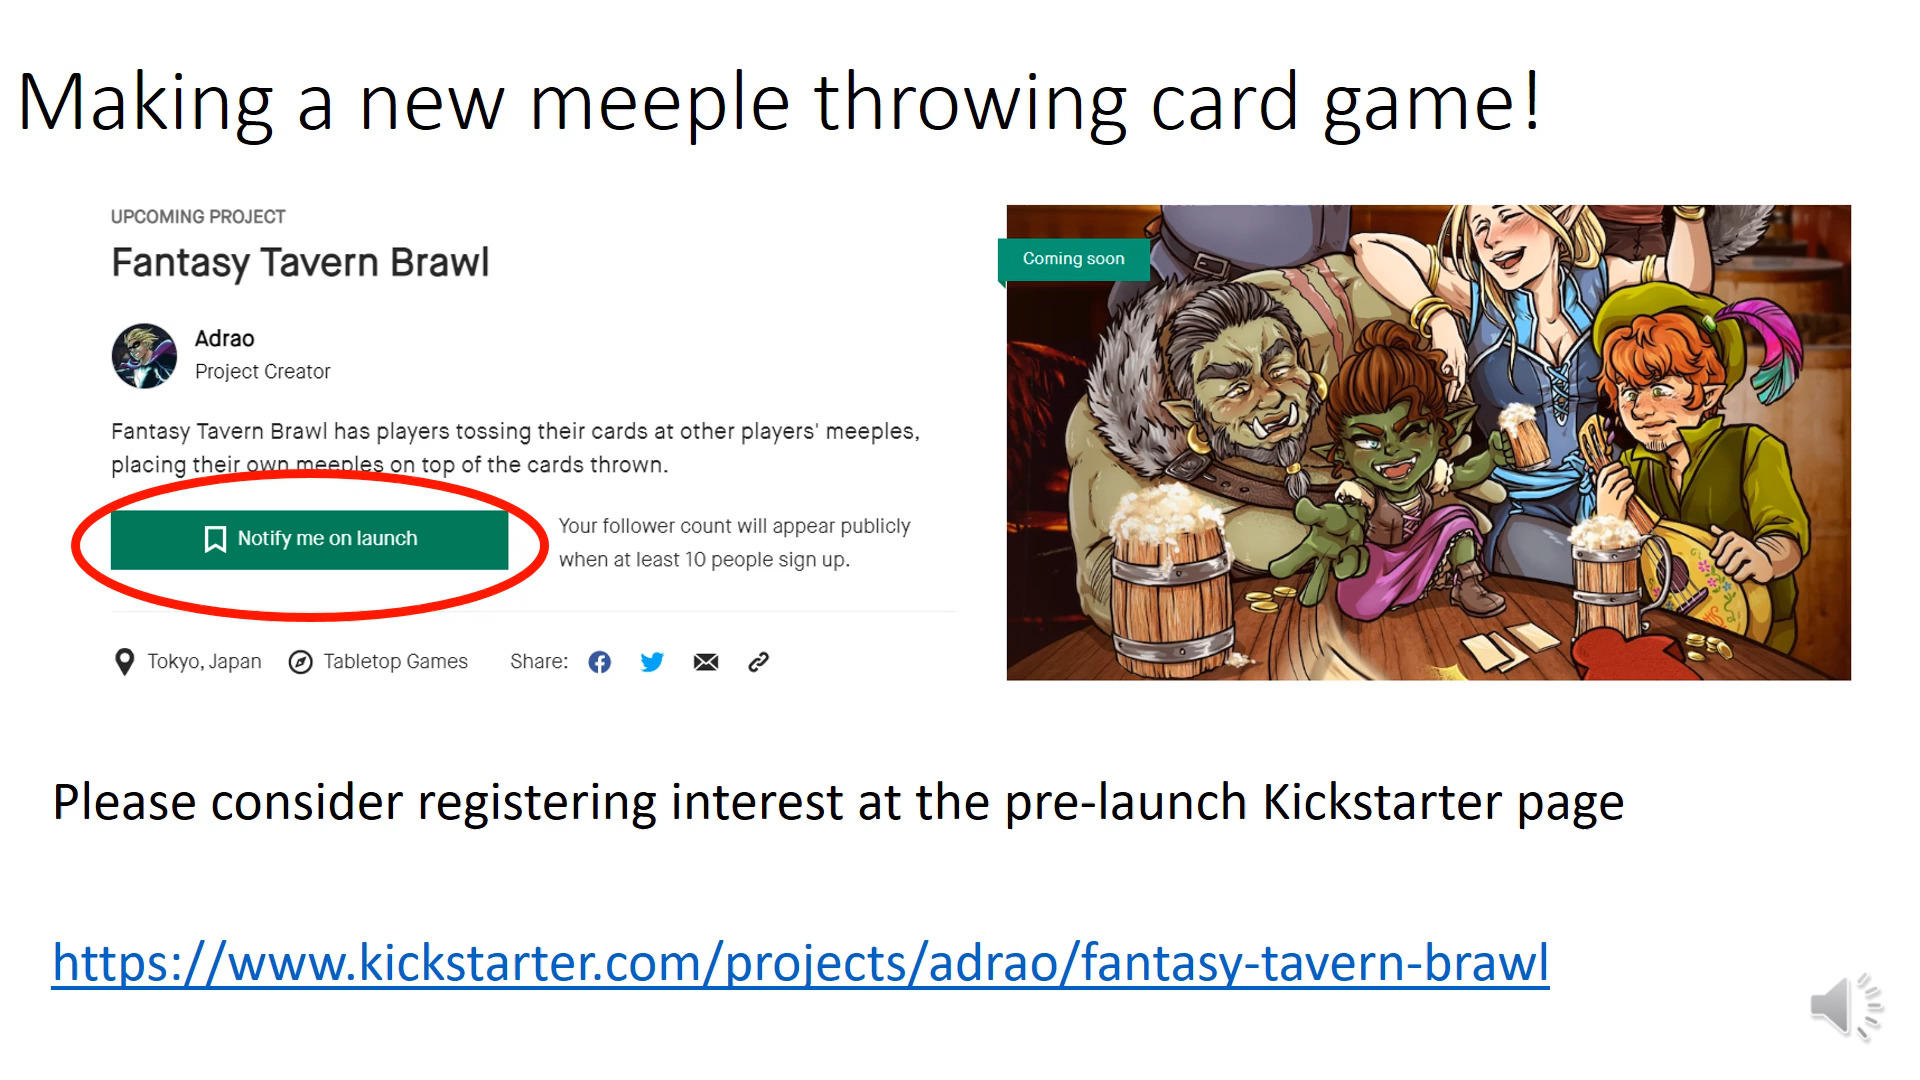 Making a new meeple throwing card game!
UPCOMING PROJECT
Fantasy Tavern Brawl
Adrao
Project Creator
Fantasy Tavern Brawl has players tossing their cards at other players' meeples,
placing their own meeples on top of the cards thrown.
Notify me on launch
Your follower count will appear publicly
when at least 10 people sign up.
Tokyo, Japan
Tabletop Games
Share:
Coming soon
Please consider registering interest at the pre-launch Kickstarter page
https://www.kickstarter.com/projects/adrao/fantasy-tavern-brawl